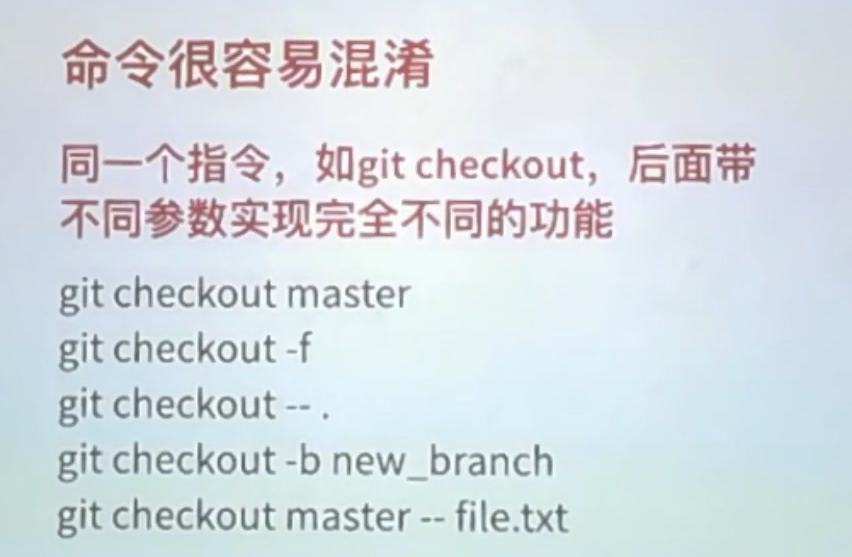 命令很容易混淆
同一个指令，如git checkout，后面带
不同参数实现完全不同的功能
git checkout master
git checkout -f
git checkout -- .
git checkout -b new_branch
git checkout master -- file.txt